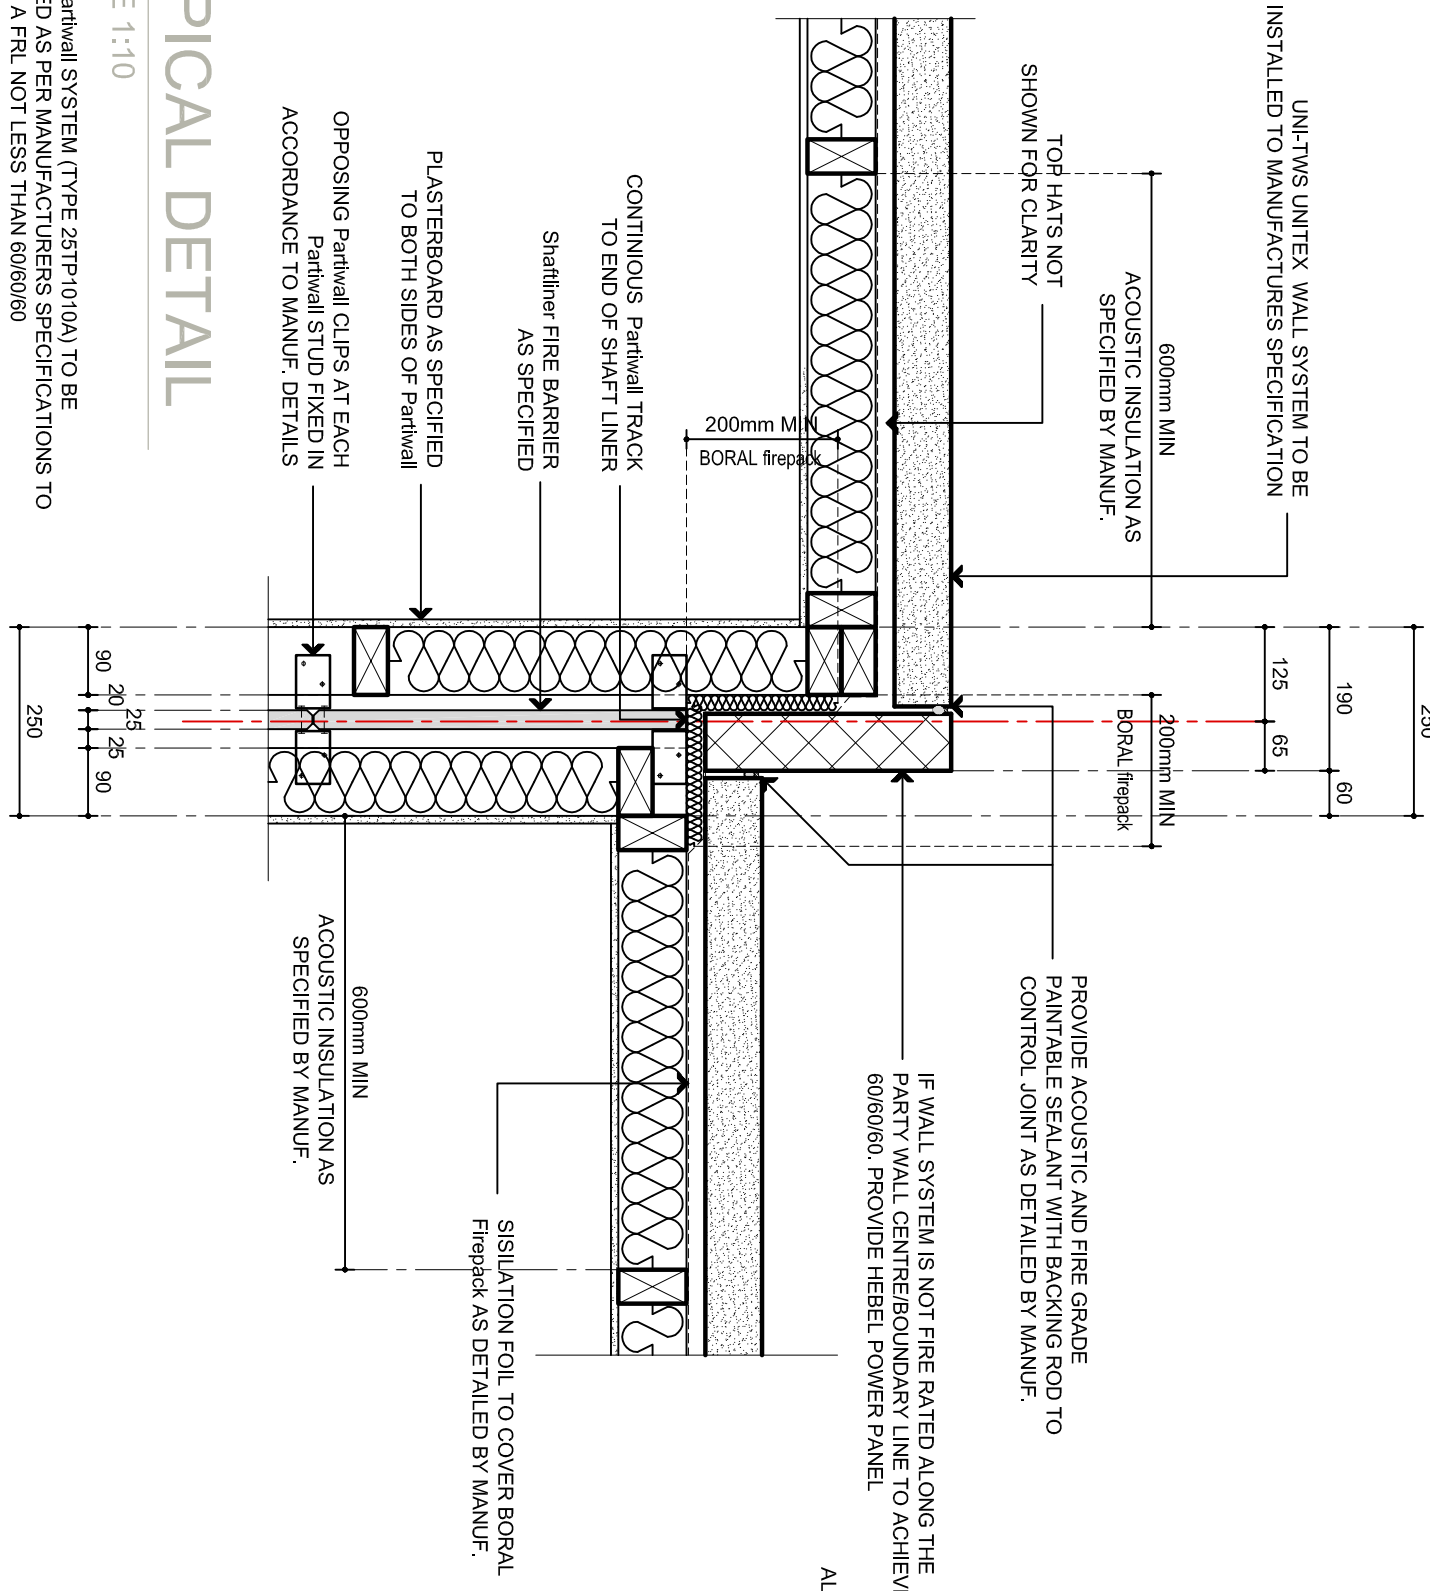 UNI-TWS UNITEX WALL SYSTEM TO BE
INSTALLED TO MANUFACTURES SPECIFICATION
TOP HATS NOT
SHOWN FOR CLARITY
600mm MIN
ACOUSTIC INSULATION AS
SPECIFIED BY MANUF.
200mm MIN
BORAL firepack
CONTINIOUS Partiwall TRACK
TO END OF SHAFT LINER
Shaftliner FIRE BARRIER
AS SPECIFIED
PLASTERBOARD AS SPECIFIED
TO BOTH SIDES OF Partiwall
OPPOSING Partiwall CLIPS AT EACH
Partiwall STUD FIXED IN
ACCORDANCE TO MANUF. DETAILS
250
190
60
125
65
200mm MIN
BORAL firepack
90
20
25
25
90
250
PROVIDE ACOUSTIC AND FIRE GRADE
PAINTABLE SEALANT WITH BACKING ROD TO
CONTROL JOINT AS DETAILED BY MANUF.
IF WALL SYSTEM IS NOT FIRE RATED ALONG THE
PARTY WALL CENTRE/BOUNDARY LINE TO ACHIEV
60/60/60. PROVIDE HEBEL POWER PANEL
600mm MIN
ACOUSTIC INSULATION AS
SPECIFIED BY MANUF.
SISILATION FOIL TO COVER BORAL
Firepack AS DETAILED BY MANUF.
AL
PICAL DETAIL
E 1:10
artiwall SYSTEM (TYPE 25TP1010A) TO BE
ED AS PER MANUFACTURERS SPECIFICATIONS TO
A FRL NOT LESS THAN 60/60/60